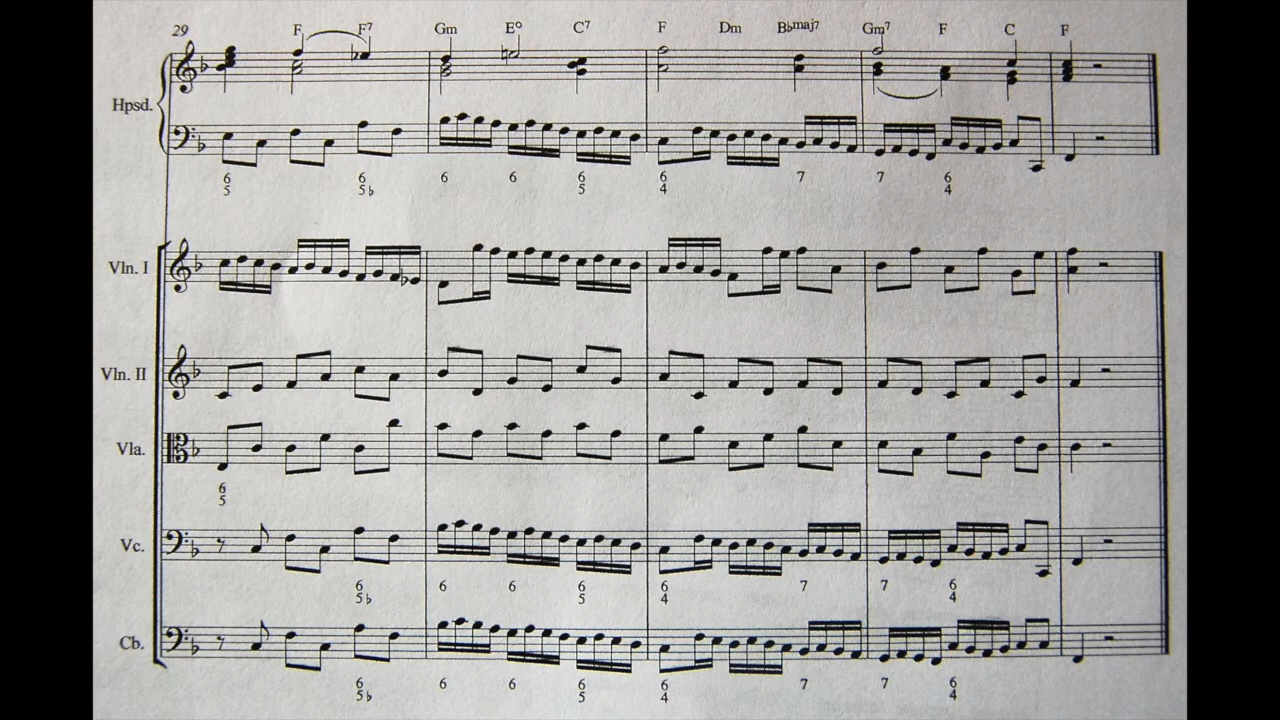 29 F F7 Gm Eo C7 F Dm B♭maj7 Gm7 F C F
Hpsd.
6 6 6 6 6 6 7 7 6
5 5♭ 5 4 4
Vln. I
Vln. II
Vla.
6
5
Vc.
6 6 6 6 6 7 7 6
5♭ 5 4 4
Cb.
6 6 6 6 6 7 7 6
5♭ 5 4 4